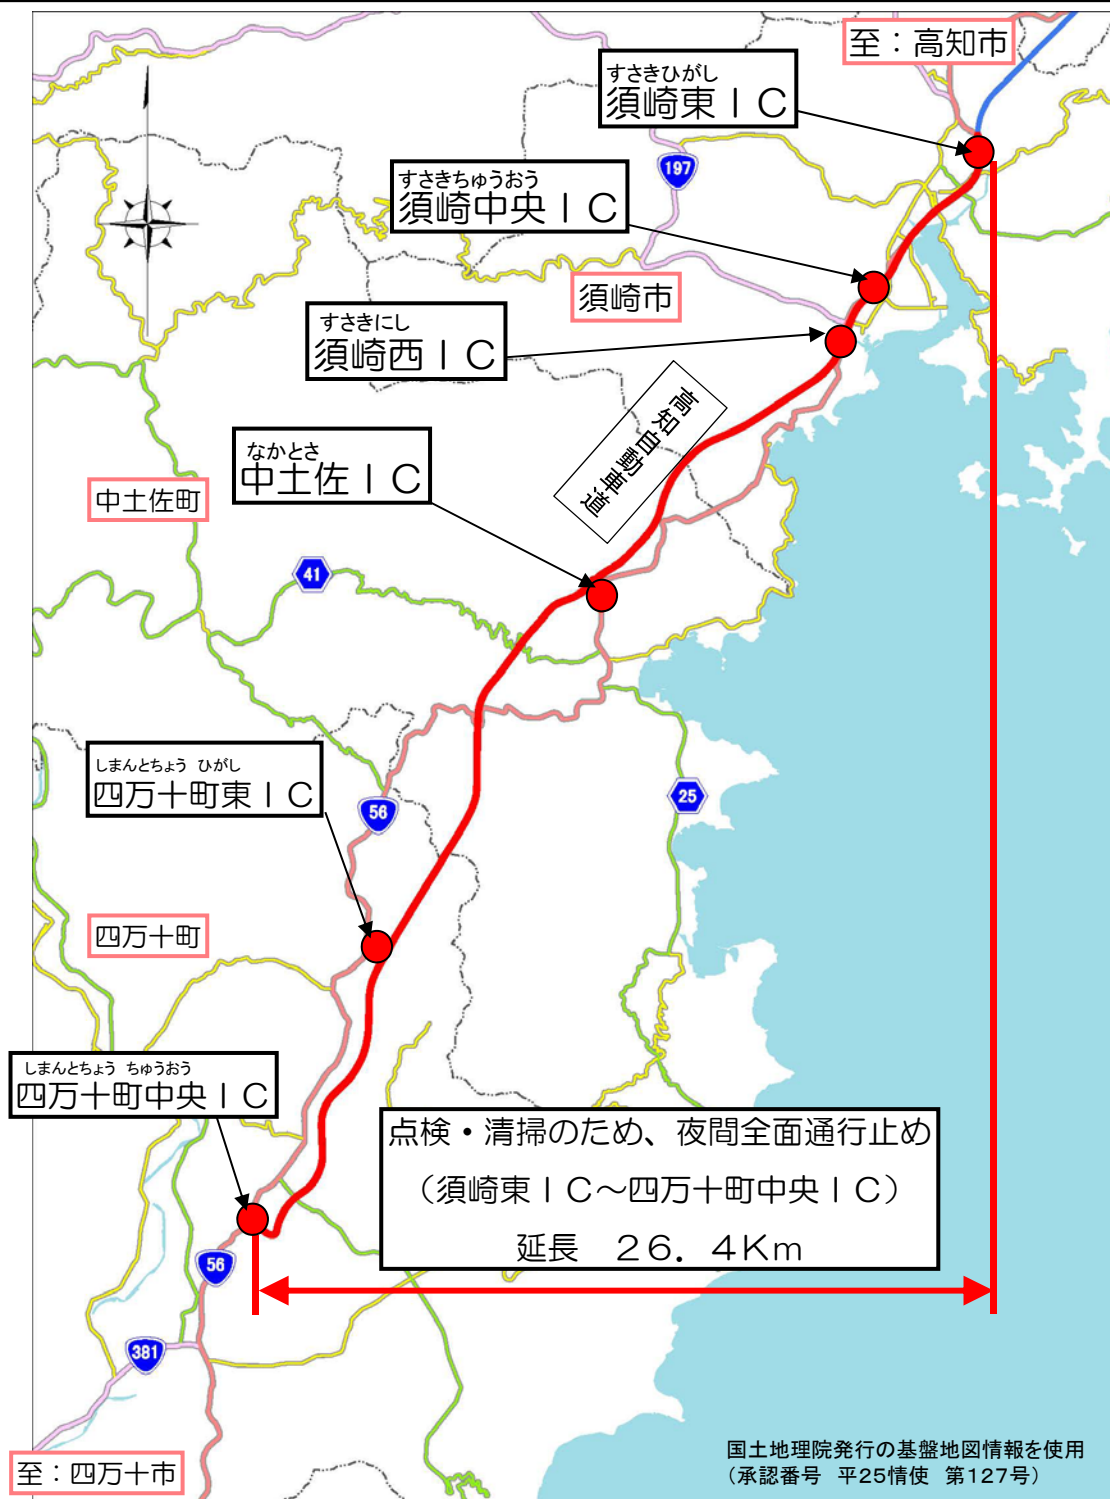 至：高知市
すさきひがし
須崎東ＩＣ
197
すさきちゅうおう
須崎中央ＩＣ
須崎市
すさきにし
須崎西ＩＣ
高知自動車道
なかとさ
中土佐ＩＣ
中土佐町
41
しまんとちょう ひがし
四万十町東ＩＣ
56
25
四万十町
しまんとちょう ちゅうおう
四万十町中央ＩＣ
点検・清掃のため、夜間全面通行止め
（須崎東ＩＣ～四万十町中央ＩＣ）
延長　２６．４Ｋｍ
56
381
至：四万十市
国土地理院発行の基盤地図情報を使用
（承認番号　平25情使　第127号）